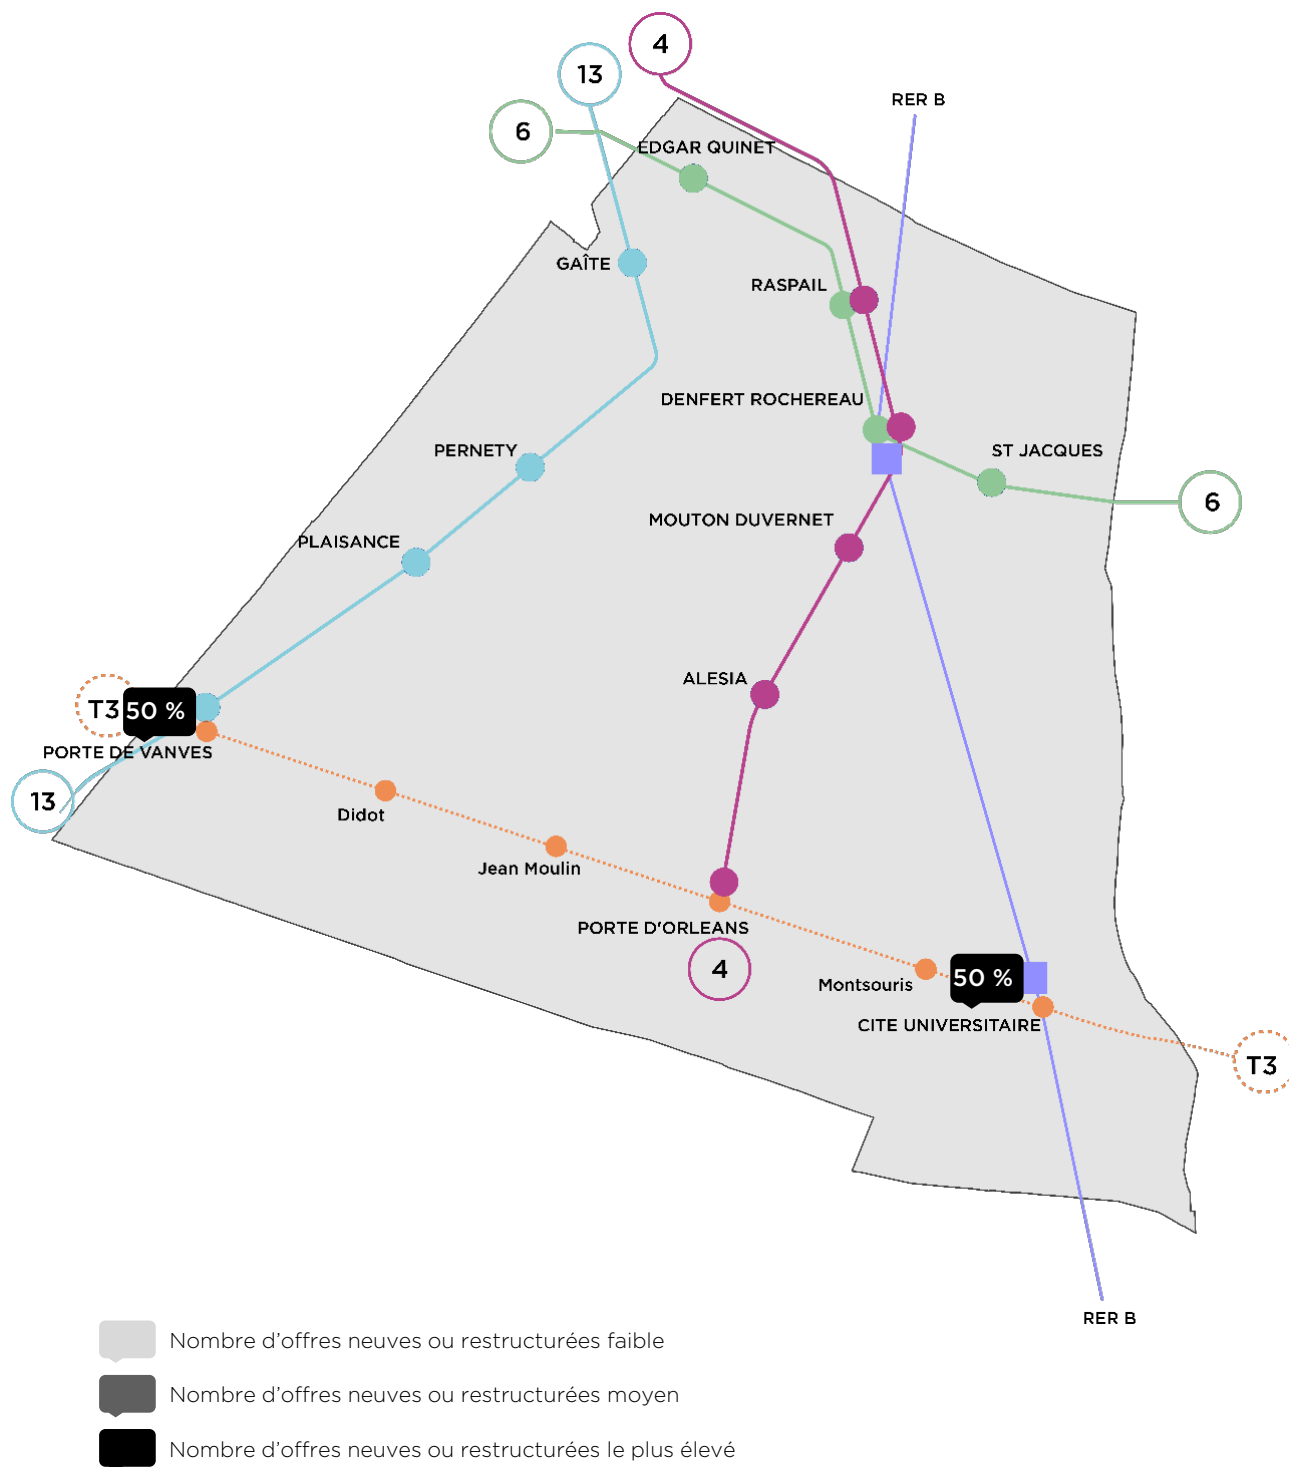 4
13
RER B
6
EDGAR QUINET
GAÎTE
RASPAIL
DENFERT ROCHEREAU
PERNETY
ST JACQUES
6
MOUTON DUVERNET
PLAISANCE
ALESIA
T3
50 %
PORTE DE VANVES
13
Didot
Jean Moulin
PORTE D'ORLEANS
4
50 %
Montsouris
CITE UNIVERSITAIRE
T3
RER B
Nombre d'offres neuves ou restructurées faible
Nombre d'offres neuves ou restructurées moyen
Nombre d'offres neuves ou restructurées le plus élevé